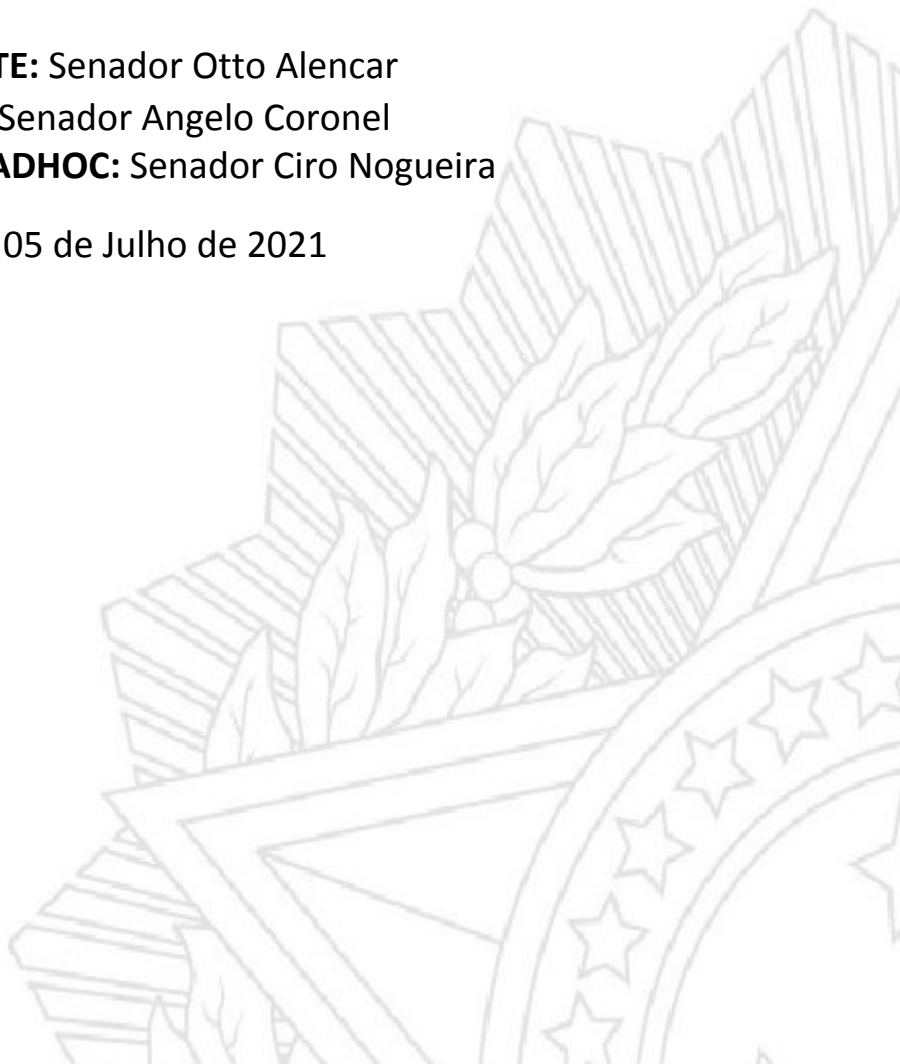 TE: Senador Otto Alencar
Senador Angelo Coronel
ADHOC: Senador Ciro Nogueira
05 de Julho de 2021